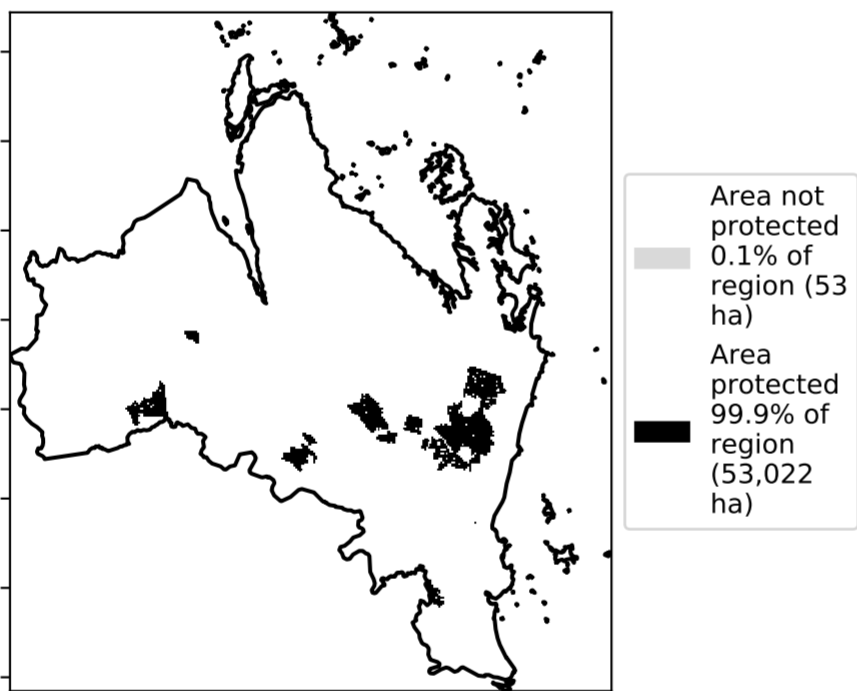 Area not
protected
0.1% of
region (53
ha)
Area
protected
99.9% of
region
(53,022
ha)